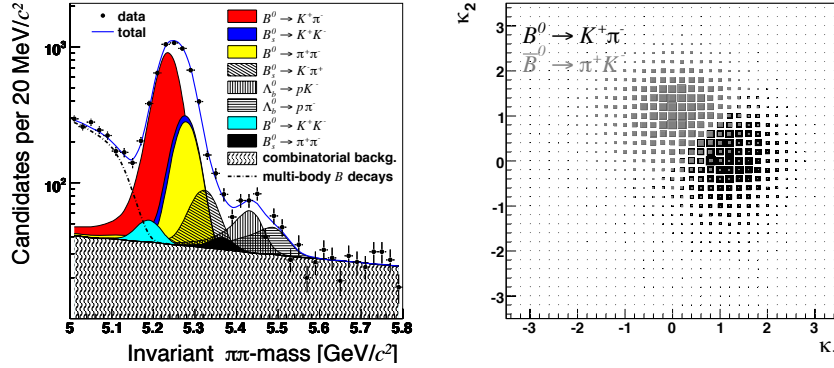 Candidates per 20 MeV/c²
10³
10²
data
total
B⁰ → K⁺π⁻
B⁰ → K⁺K⁻
B⁰ → π⁺π⁻
B⁰ₛ → K⁻π⁺
Λ⁰_b → pK⁻
Λ⁰_b → pπ⁻
B⁰ → K⁺K⁻
B⁰ₛ → π⁺π⁻
combinatorial backg.
multi-body B decays
5 5.1 5.2 5.3 5.4 5.5 5.6 5.7 5.8
Invariant ππ-mass [GeV/c²]
κ₂
3
2
1
0
-1
-2
-3
B⁰ → K⁺π⁻
B̅⁰ → π⁺K⁻
-3 -2 -1 0 1 2 3